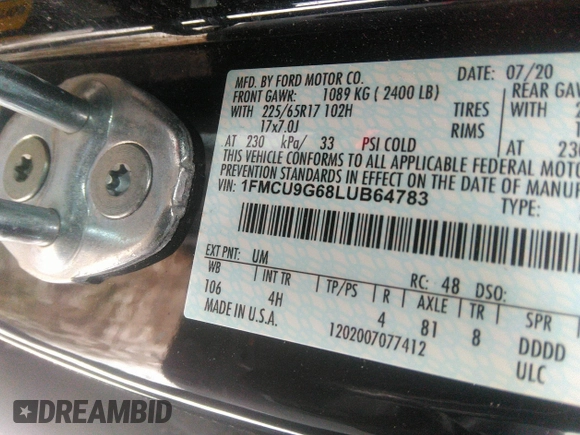 MFD. BY FORD MOTOR CO.
DATE: 07/20
FRONT GAWR: 1089 KG ( 2400 LB)
REAR GAW
225/65R17 102H TIRES
WITH
WITH
17x7.0J RIMS
AT 230 kPa/ 33 PSI COLD
AT 230
THIS VEHICLE CONFORMS TO ALL APPLICABLE FEDERAL MOTO
PREVENTION STANDARDS IN EFFECT ON THE DATE OF MANUF
VIN: 1FMCU9G68LUB64783
TYPE:
EXT PNT: UM
RC: 48 DSO:
WB INT TR TP/PS R AXLE TR SPR
106 4H 4 81 8 DDDD
MADE IN U.S.A.
1202007077412
ULC
DREAMBID